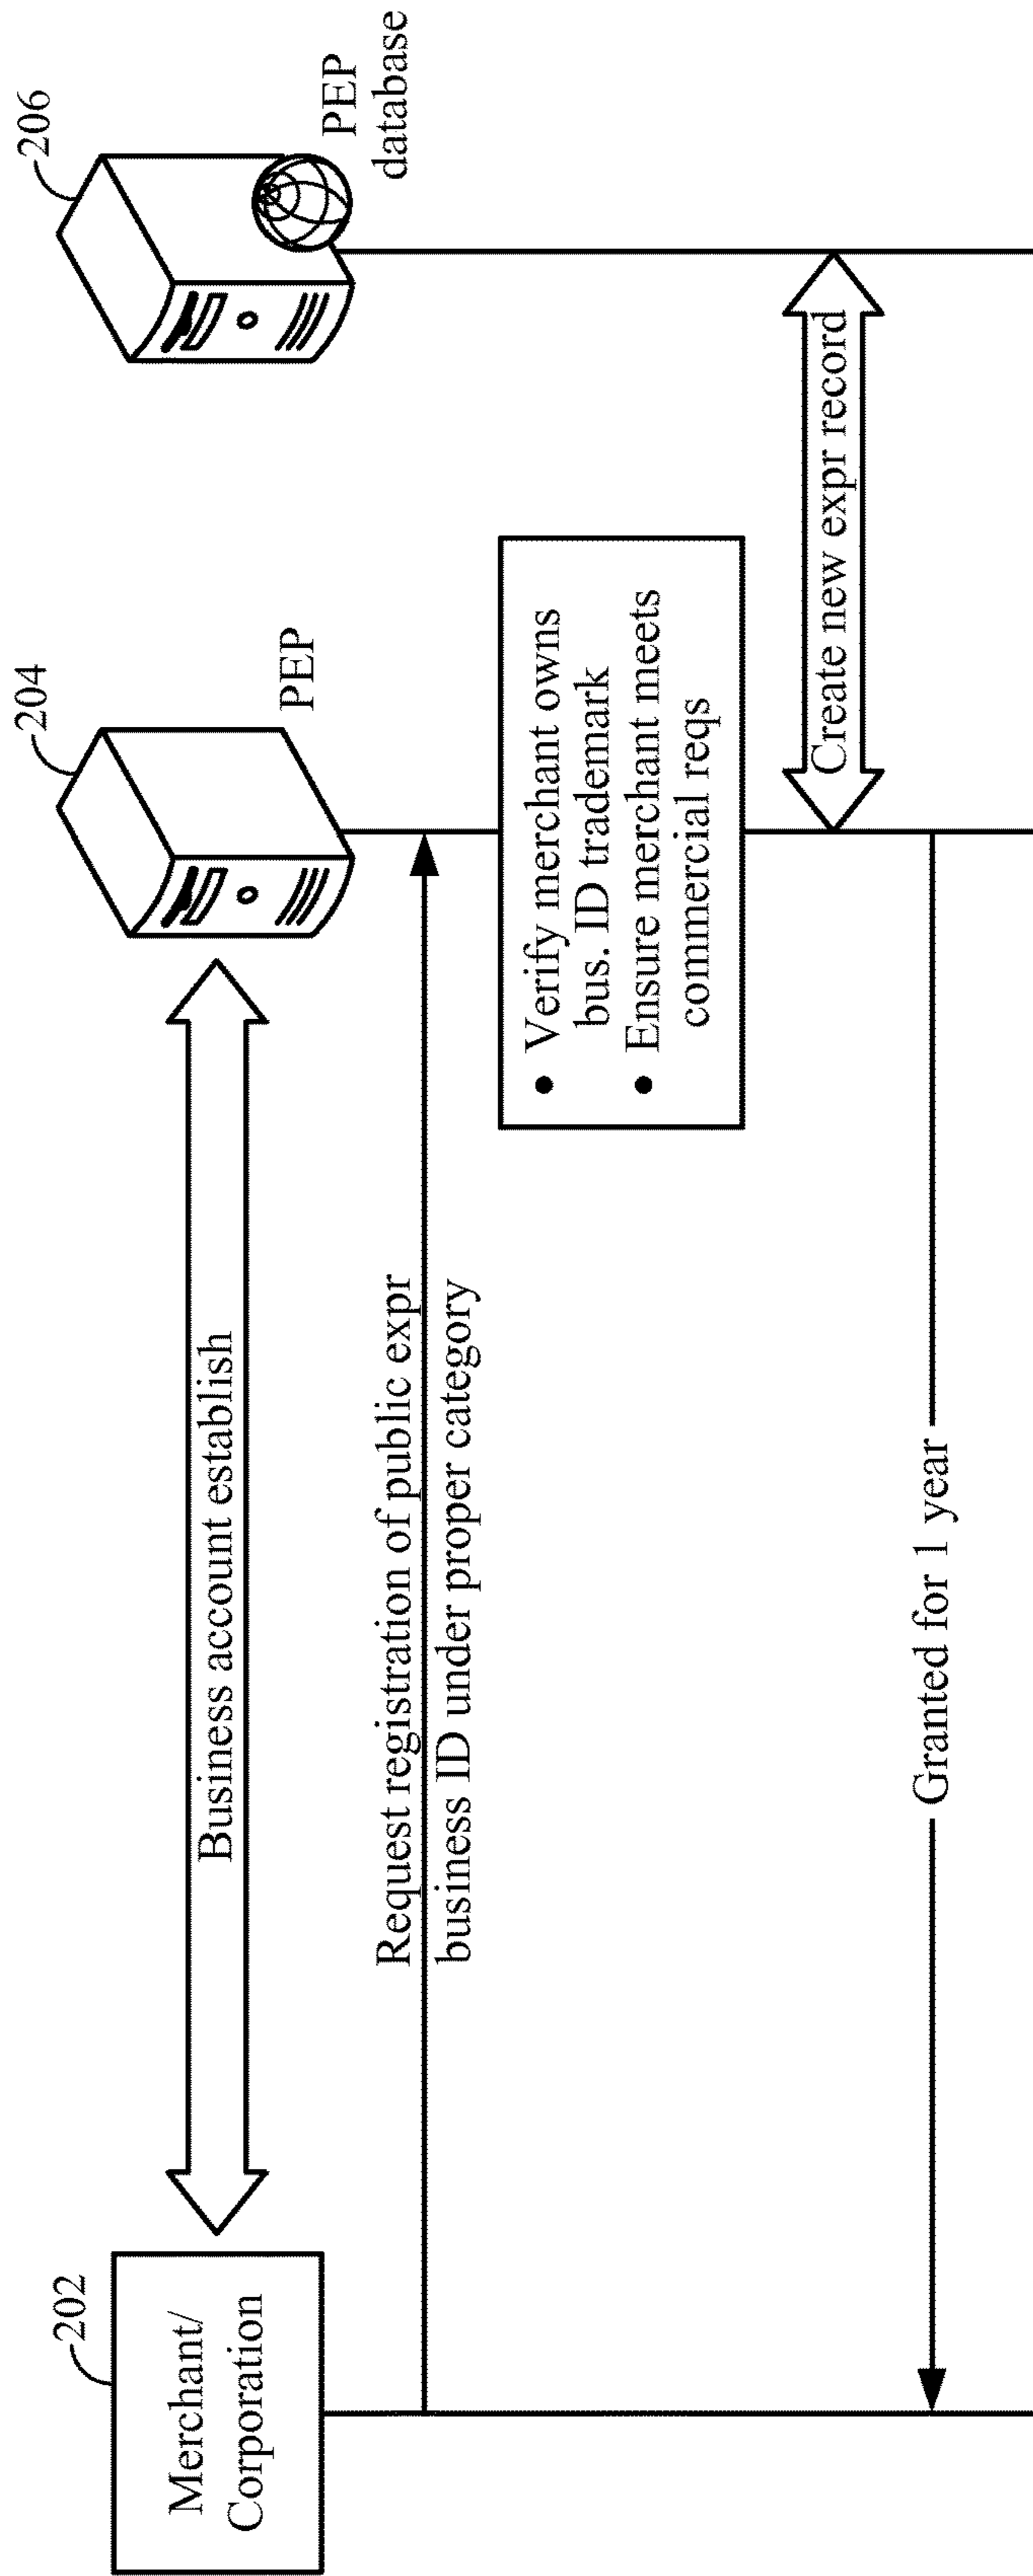 202
Merchant/
Corporation
204
PEP
206
PEP
database
Business account establish
Request registration of public expr
business ID under proper category
• Verify merchant owns
bus. ID trademark
• Ensure merchant meets
commercial reqs
Create new expr record
Granted for 1 year